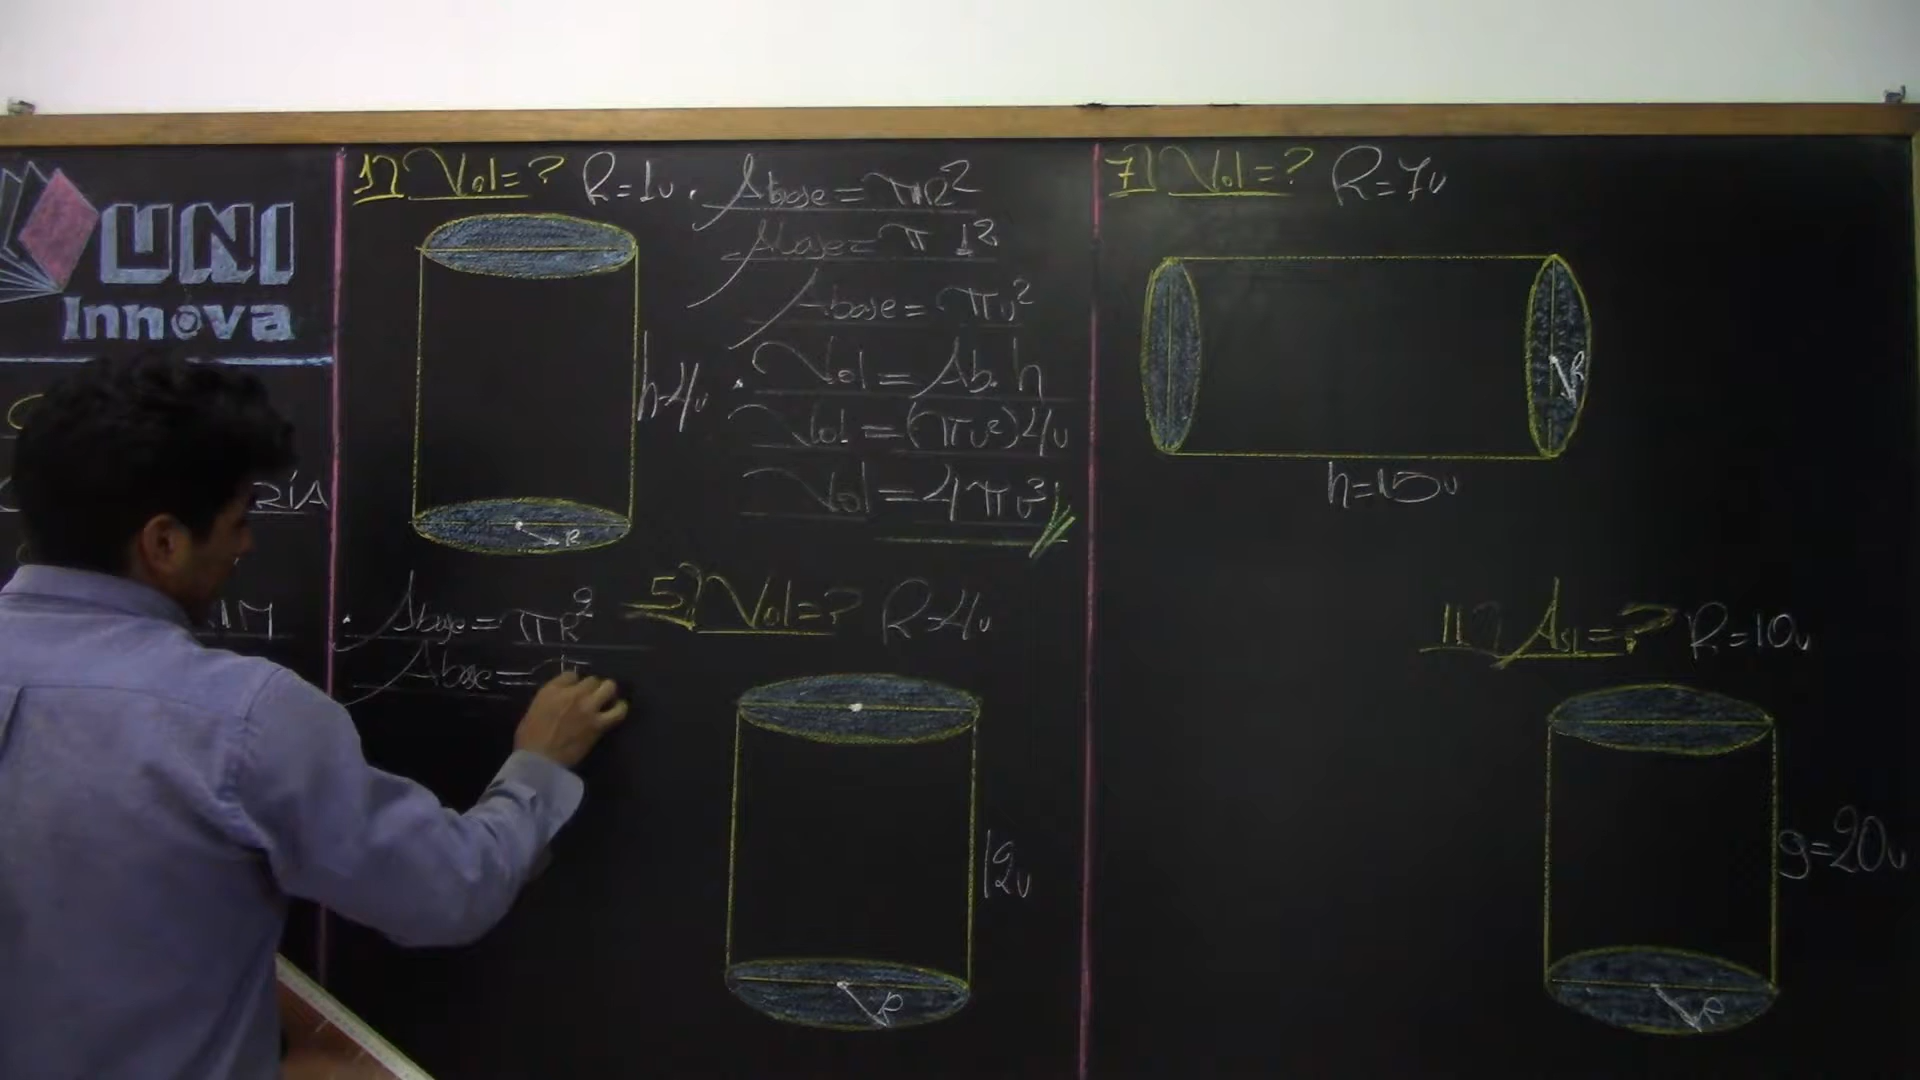 UNI
Innova
RÍA
1) Vol=? R=1u
h=4u
R
. Abase=πR²
Abase=π 1²
Abase=πu²
. Vol=Ab.h
Vol=(πu²)4u
Vol=4πu³
. Abase=πR²
Abase=π
5) Vol=? R=4u
12u
R
7) Vol=? R=7u
R
h=15u
11) ASL=? R=10u
g=20u
R